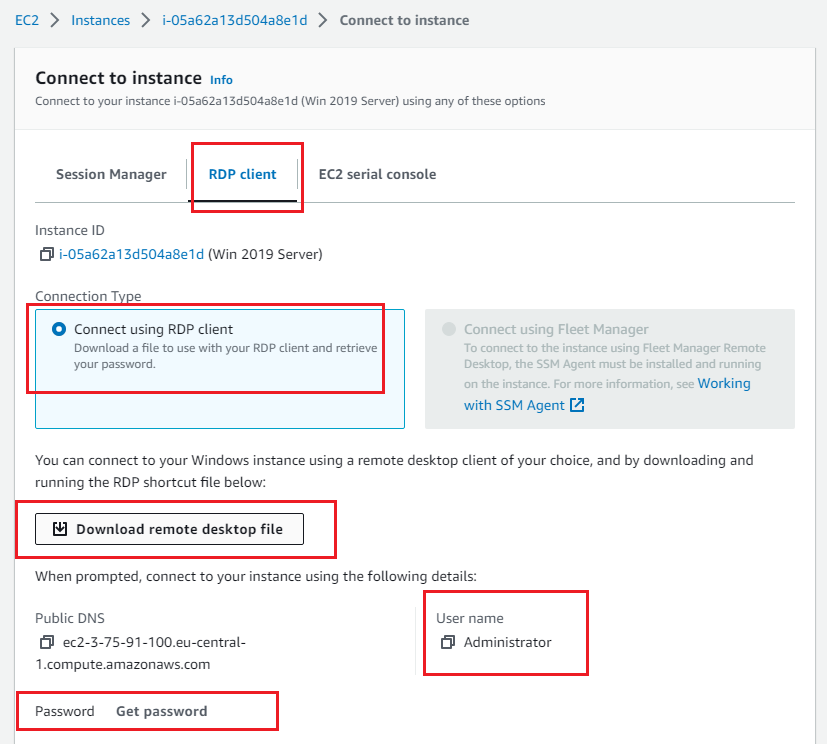 EC2 > Instances > i-05a62a13d504a8e1d > Connect to instance
Connect to instance Info
Connect to your instance i-05a62a13d504a8e1d (Win 2019 Server) using any of these options
Session Manager RDP client EC2 serial console
Instance ID
i-05a62a13d504a8e1d (Win 2019 Server)
Connection Type
Connect using RDP client
Download a file to use with your RDP client and retrieve
your password.
Connect using Fleet Manager
To connect to the instance using Fleet Manager Remote
Desktop, the SSM Agent must be installed and running
on the instance. For more information, see Working
with SSM Agent
You can connect to your Windows instance using a remote desktop client of your choice, and by downloading and
running the RDP shortcut file below:
Download remote desktop file
When prompted, connect to your instance using the following details:
Public DNS
ec2-3-75-91-100.eu-central-
1.compute.amazonaws.com
User name
Administrator
Password Get password